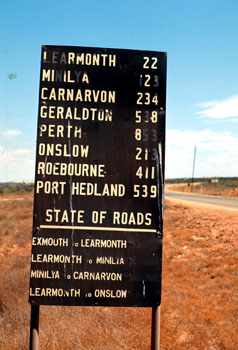 LEARMONTH 22
MINILYA 123
CARNARVON 234
GERALDTON 538
PERTH 853
ONSLOW 213
ROEBOURNE 411
PORT HEDLAND 539
STATE OF ROADS
EXMOUTH TO LEARMONTH
LEARMONTH TO MINILIA
MINILYA TO CARNARVON
LEARMONTH TO ONSLOW